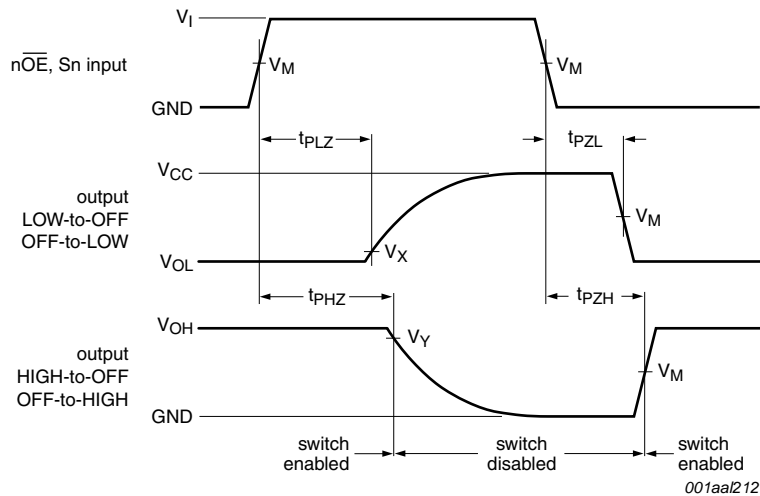 V_I
nOE, Sn input
V_M
V_M
GND
t_PLZ
t_PZL
V_CC
output
LOW-to-OFF
OFF-to-LOW
V_M
V_X
V_OL
t_PHZ
t_PZH
V_OH
V_Y
output
HIGH-to-OFF
OFF-to-HIGH
V_M
GND
switch
enabled
switch
disabled
switch
enabled
001aal212